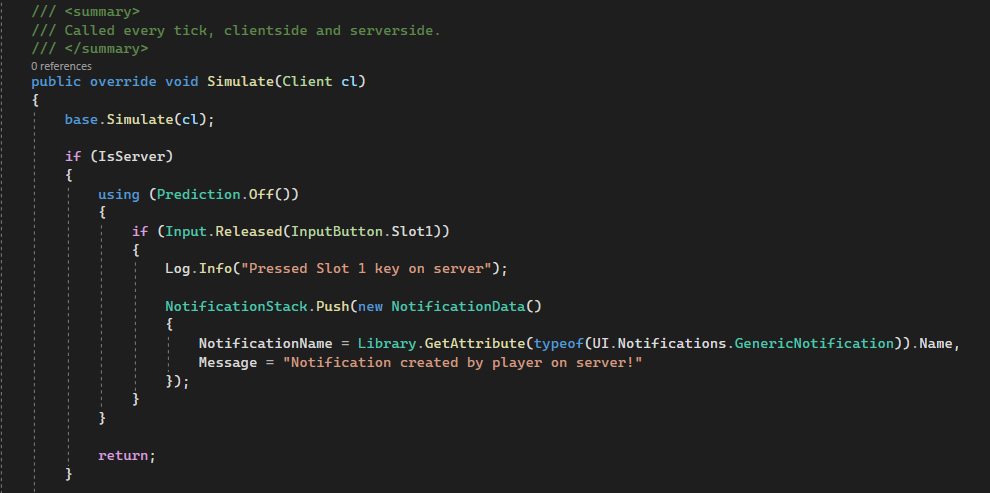 /// <summary>
/// Called every tick, clientside and serverside.
/// </summary>
0 references
public override void Simulate(Client cl)
{
base.Simulate(cl);
if (IsServer)
{
using (Prediction.Off())
{
if (Input.Released(InputButton.Slot1))
{
Log.Info("Pressed Slot 1 key on server");
NotificationStack.Push(new NotificationData()
{
NotificationName = Library.GetAttribute(typeof(UI.Notifications.GenericNotification)).Name,
Message = "Notification created by player on server!"
});
}
}
return;
}